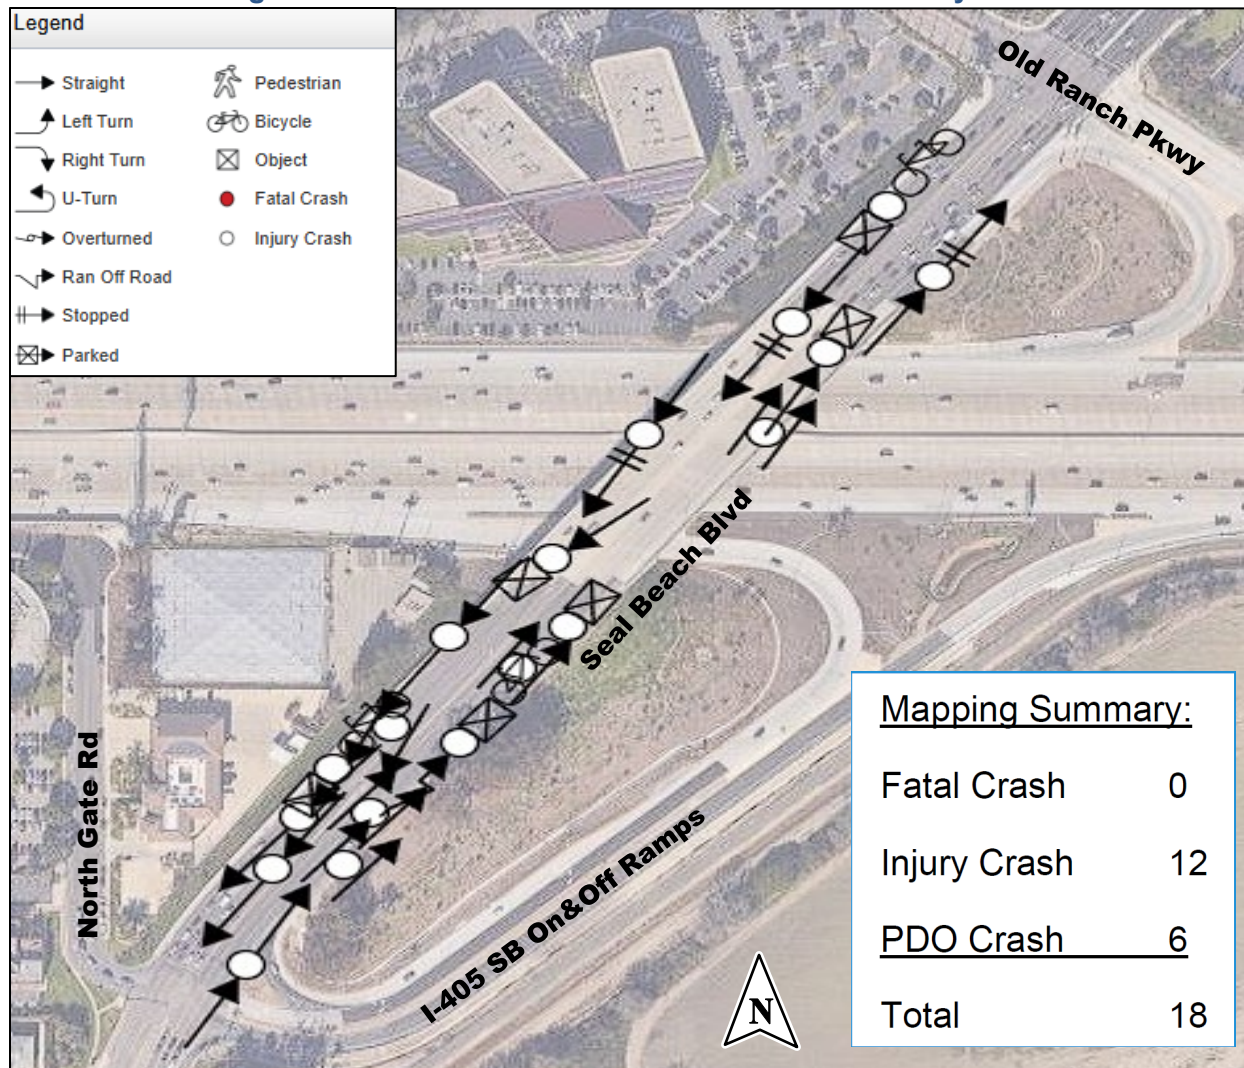 Legend
Straight
Left Turn
Right Turn
U-Turn
Overturned
Ran Off Road
Stopped
Parked
Pedestrian
Bicycle
Object
Fatal Crash
Injury Crash
Old Ranch Pkwy
Seal Beach Blvd
North Gate Rd
I-405 SB On&Off Ramps
N
Mapping Summary:
Fatal Crash 0
Injury Crash 12
PDO Crash 6
Total 18